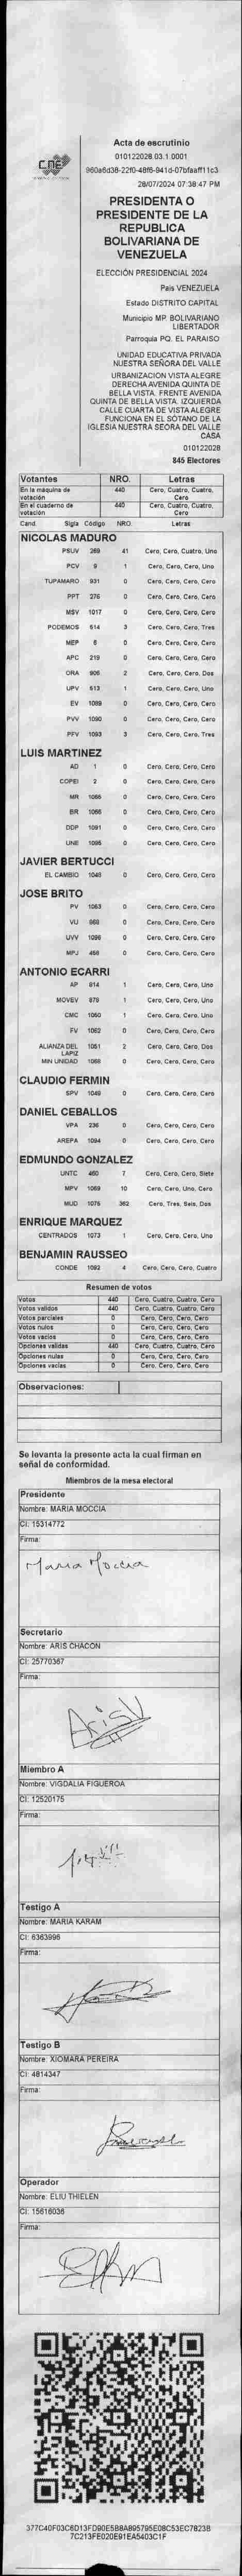 CNE
Acta de escrutinio
010122028.03.1.0001
28/07/2024 07:38:47 PM
PRESIDENTA O
PRESIDENTE DE LA
REPUBLICA
BOLIVARIANA DE
VENEZUELA
ELECCIÓN PRESIDENCIAL 2024
Pais VENEZUELA
Estado DISTRITO CAPITAL
Municipio MP. BOLIVARIANO
LIBERTADOR
Parroquia PQ. EL PARAISO
UNIDAD EDUCATIVA PRIVADA
NUESTRA SEÑORA DEL VALLE
URBANIZACION VISTA ALEGRE
DERECHA AVENIDA QUINTA DE
BELLA VISTA. FRENTE AVENIDA
QUINTA DE BELLA VISTA. IZQUIERDA
CALLE CUARTA DE VISTA ALEGRE
FUNCIONA EN EL SOTANO DE LA
IGLESIA NUESTRA SEORA DEL VALLE
CASA
010122028
845 Electores
Votantes NRO. Letras
En la máquina de votación 440 Cero, Cuatro, Cuatro, Cero
En el cuaderno de votación 440 Cero, Cuatro, Cuatro, Cero
Cand. Sigla Código NRO. Letras
NICOLAS MADURO
PSUV 269 41 Cero, Cero, Cuatro, Uno
PCV 9 1 Cero, Cero, Cero, Uno
TUPAMARO 931 0 Cero, Cero, Cero, Cero
PPT 276 0 Cero, Cero, Cero, Cero
MSV 1017 0 Cero, Cero, Cero, Cero
PODEMOS 514 3 Cero, Cero, Cero, Tres
MEP 6 0 Cero, Cero, Cero, Cero
APC 219 0 Cero, Cero, Cero, Cero
ORA 906 2 Cero, Cero, Cero, Dos
UPV 513 1 Cero, Cero, Cero, Uno
EV 1089 0 Cero, Cero, Cero, Cero
PVV 1090 0 Cero, Cero, Cero, Cero
PFV 1093 3 Cero, Cero, Cero, Tres
LUIS MARTINEZ
AD 1 0 Cero, Cero, Cero, Cero
COPEI 2 0 Cero, Cero, Cero, Cero
MR 0 Cero, Cero, Cero, Cero
BR 1066 0 Cero, Cero, Cero, Cero
DDP 1091 0 Cero, Cero, Cero, Cero
UNE 1095 0 Cero, Cero, Cero, Cero
JAVIER BERTUCCI
EL CAMBIO 1048 0 Cero, Cero, Cero, Cero
JOSE BRITO
PV 1063 0 Cero, Cero, Cero, Cero
VU 968 0 Cero, Cero, Cero, Cero
UVV 1096 0 Cero, Cero, Cero, Cero
MPJ 458 0 Cero, Cero, Cero, Cero
ANTONIO ECARRI
AP 814 1 Cero, Cero, Cero, Uno
MOVEV 878 1 Cero, Cero, Cero, Uno
CMC 1050 1 Cero, Cero, Cero, Uno
FV 1062 0 Cero, Cero, Cero, Cero
ALIANZA DEL LAPIZ 1051 2 Cero, Cero, Cero, Dos
MIN UNIDAD 1068 0 Cero, Cero, Cero, Cero
CLAUDIO FERMIN
SPV 1048 0 Cero, Cero, Cero, Cero
DANIEL CEBALLOS
VPA 236 0 Cero, Cero, Cero, Cero
AREPA 1094 0 Cero, Cero, Cero, Cero
EDMUNDO GONZALEZ
UNTC 460 7 Cero, Cero, Cero, Siete
MPV 1069 10 Cero, Cero, Uno, Cero
MUD 1075 362 Cero, Tres, Seis, Dos
ENRIQUE MARQUEZ
CENTRADOS 1073 1 Cero, Cero, Cero, Uno
BENJAMIN RAUSSEO
CONDE 1092 4 Cero, Cero, Cero, Cuatro
Resumen de votos
Votos 440 Cero, Cuatro, Cuatro, Cero
Votos validos 440 Cero, Cuatro, Cuatro, Cero
Votos parciales 0 Cero, Cero, Cero, Cero
Votos nulos 0 Cero, Cero, Cero, Cero
Votos vacios 0 Cero, Cero, Cero, Cero
Opciones validas 440 Cero, Cuatro, Cuatro, Cero
Opciones nulas 0 Cero, Cero, Cero, Cero
Opciones vacias 0 Cero, Cero, Cero, Cero
Observaciones:
Se levanta la presente acta la cual firman en
señal de conformidad.
Miembros de la mesa electoral
Presidente
Nombre: MARIA MOCCIA
CI: 15314772
Firma:
Maria Moccia
Secretario
Nombre: ARIS CHACON
CI: 25770367
Firma:
Miembro A
Nombre: VIGDALIA FIGUEROA
CI: 12520175
Firma:
Testigo A
Nombre: MARIA KARAM
CI: 6363996
Firma:
Testigo B
Nombre: XIOMARA PEREIRA
CI: 4814347
Firma:
Operador
Nombre: ELIU THIELEN
CI: 15616036
Firma: